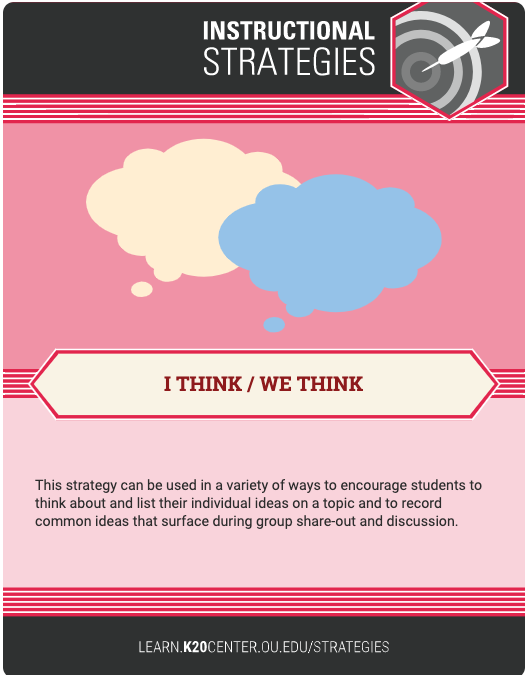 INSTRUCTIONAL
STRATEGIES
I THINK / WE THINK
This strategy can be used in a variety of ways to encourage students to
think about and list their individual ideas on a topic and to record
common ideas that surface during group share-out and discussion.
LEARN.K20CENTER.OU.EDU/STRATEGIES